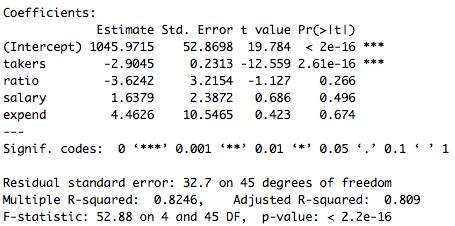 Coefficients:
Estimate Std. Error t value Pr(>|t|)
(Intercept) 1045.9715 52.8698 19.784 < 2e-16 ***
takers -2.9045 0.2313 -12.559 2.61e-16 ***
ratio -3.6242 3.2154 -1.127 0.266
salary 1.6379 2.3872 0.686 0.496
expend 4.4626 10.5465 0.423 0.674
---
Signif. codes: 0 ‘***’ 0.001 ‘**’ 0.01 ‘*’ 0.05 ‘.’ 0.1 ‘ ’ 1
Residual standard error: 32.7 on 45 degrees of freedom
Multiple R-squared: 0.8246, Adjusted R-squared: 0.809
F-statistic: 52.88 on 4 and 45 DF, p-value: < 2.2e-16